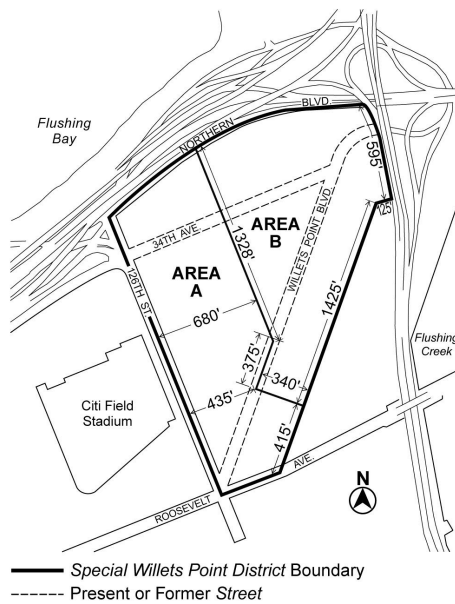 Flushing
Bay
NORTHERN
BLVD.
595'
125'
34TH AVE.
AREA
B
WILLETS POINT BLVD.
1328'
AREA
A
126TH ST.
680'
1425'
375'
340'
435'
415'
Flushing
Creek
Citi Field
Stadium
ROOSEVELT
AVE.
N
Special Willets Point District Boundary
Present or Former Street